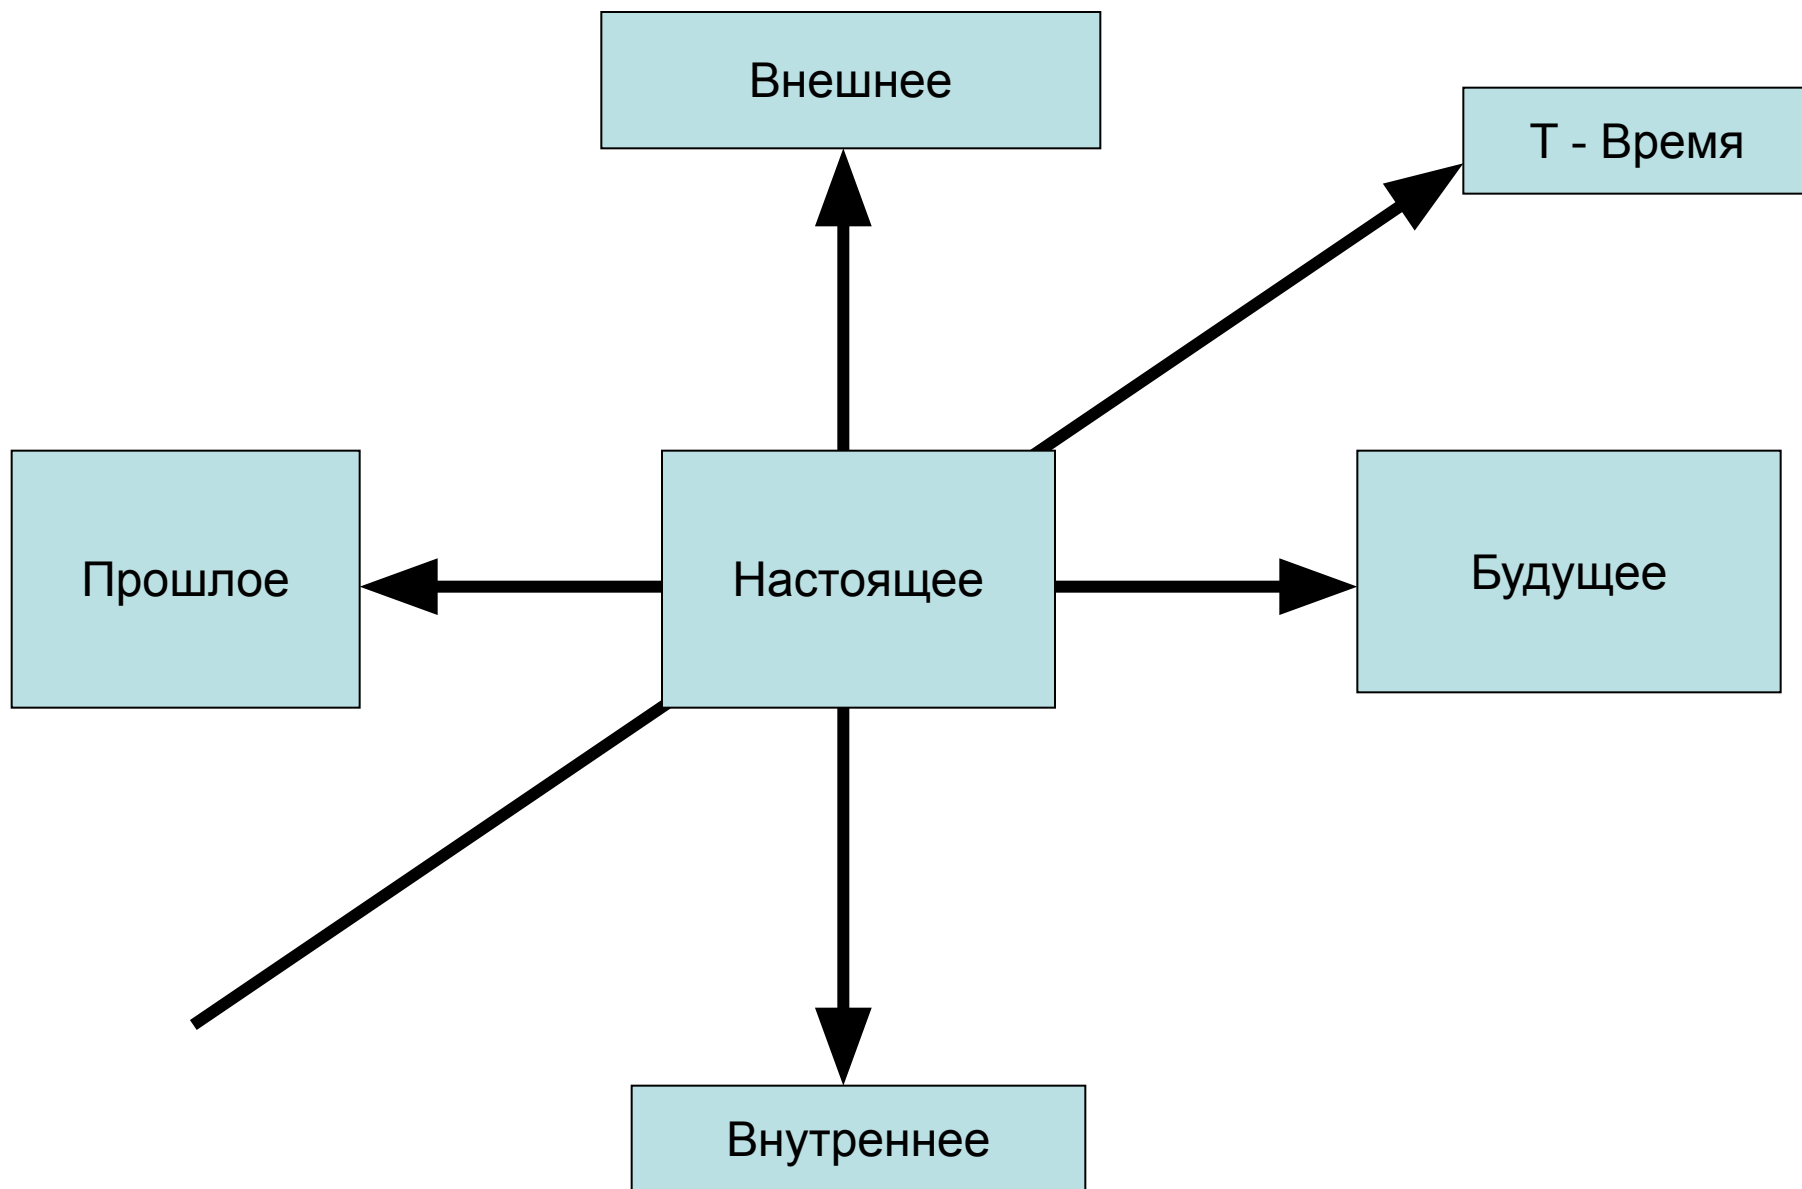 Внешнее
Т - Время
Прошлое
Настоящее
Будущее
Внутреннее